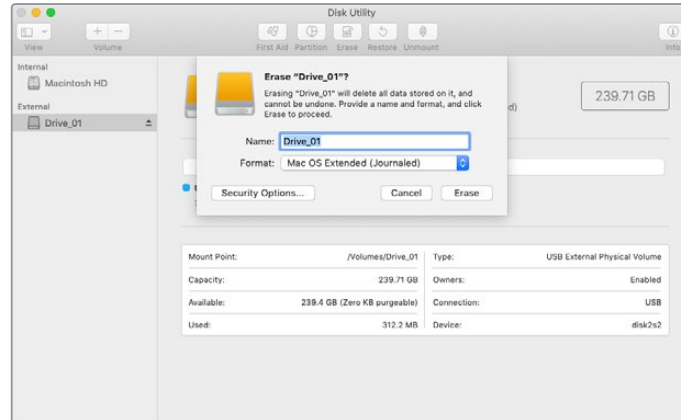 Disk Utility
View
Volume
First Aid Partition Erase Restore Unmount
Info
Internal
Macintosh HD
External
Drive_01
Erase "Drive_01"?
Erasing "Drive_01" will delete all data stored on it, and
cannot be undone. Provide a name and format, and click
Erase to proceed.
d)
239.71 GB
Name: Drive_01
Format: Mac OS Extended (Journaled)
Security Options... Cancel Erase
Mount Point: /Volumes/Drive_01 Type: USB External Physical Volume
Capacity: 239.71 GB Owners: Enabled
Available: 239.4 GB (Zero KB purgeable) Connection: USB
Used: 312.2 MB Device: disk2s2